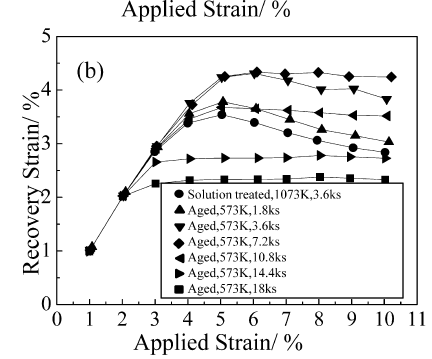 Applied Strain/ %
(b)
Recovery Strain/ %
5
4
3
2
1
0
Solution treated,1073K,3.6ks
Aged,573K,1.8ks
Aged,573K,3.6ks
Aged,573K,7.2ks
Aged,573K,10.8ks
Aged,573K,14.4ks
Aged,573K,18ks
0 1 2 3 4 5 6 7 8 9 10 11
Applied Strain/ %